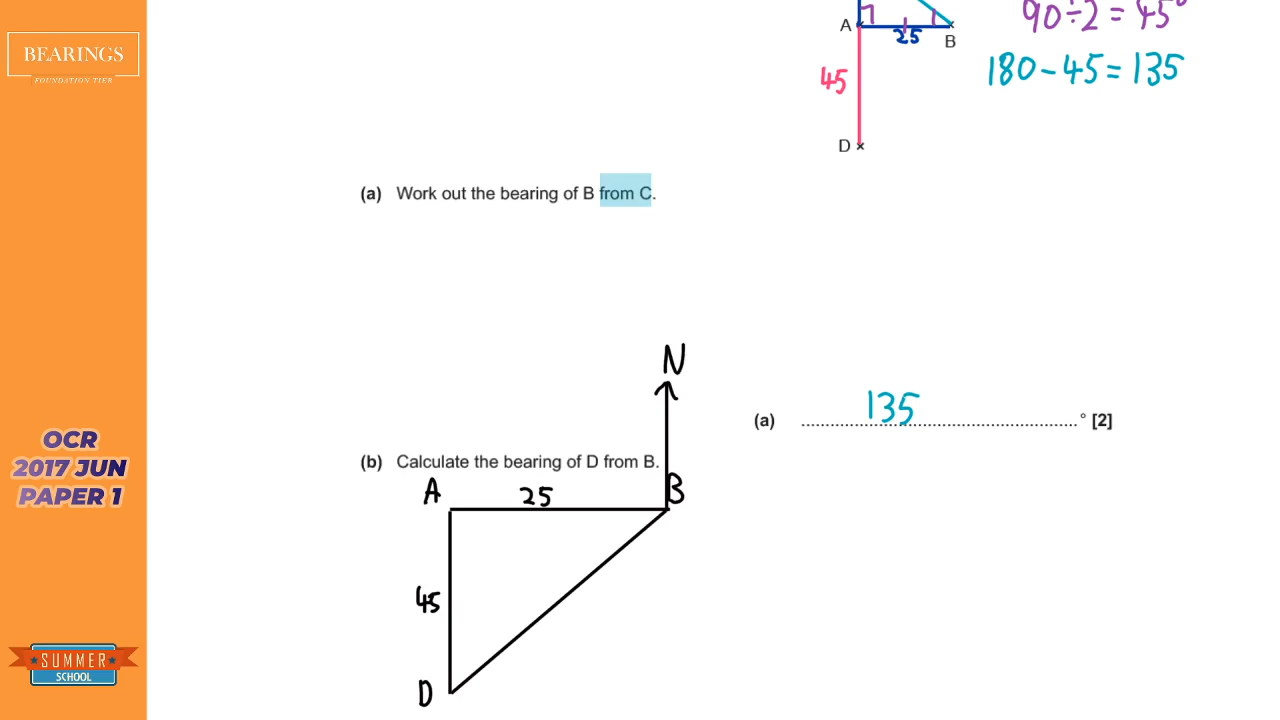 BEARINGS
FOUNDATION TIER
90÷2=45°
A
25
B
180-45=135
45
D
(a) Work out the bearing of B from C.
N
135
(a) ° [2]
(b) Calculate the bearing of D from B.
A
25
B
45
D
OCR
2017 JUN
PAPER 1
SUMMER
SCHOOL